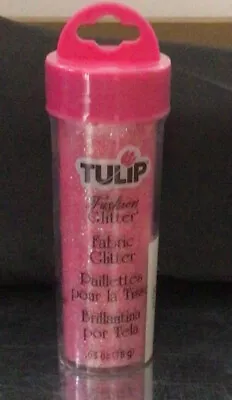 TULIP
Fashion
Glitter
Fabric
Glitter
Paillettes
pour la Tissu
Brillantina
por Tela